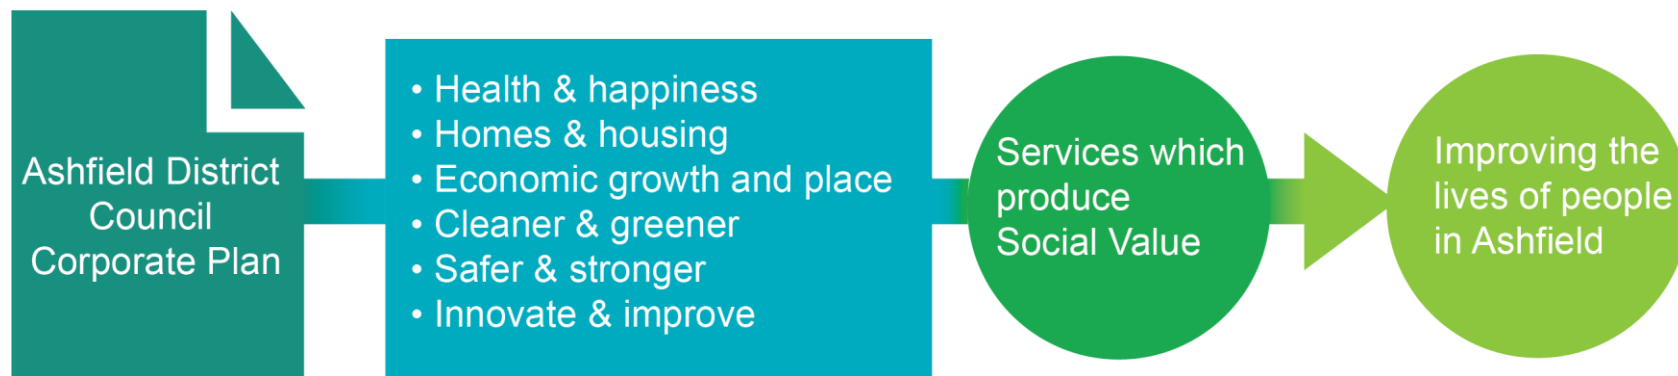 Ashfield District
Council
Corporate Plan
• Health & happiness
• Homes & housing
• Economic growth and place
• Cleaner & greener
• Safer & stronger
• Innovate & improve
Services which
produce
Social Value
Improving the
lives of people
in Ashfield